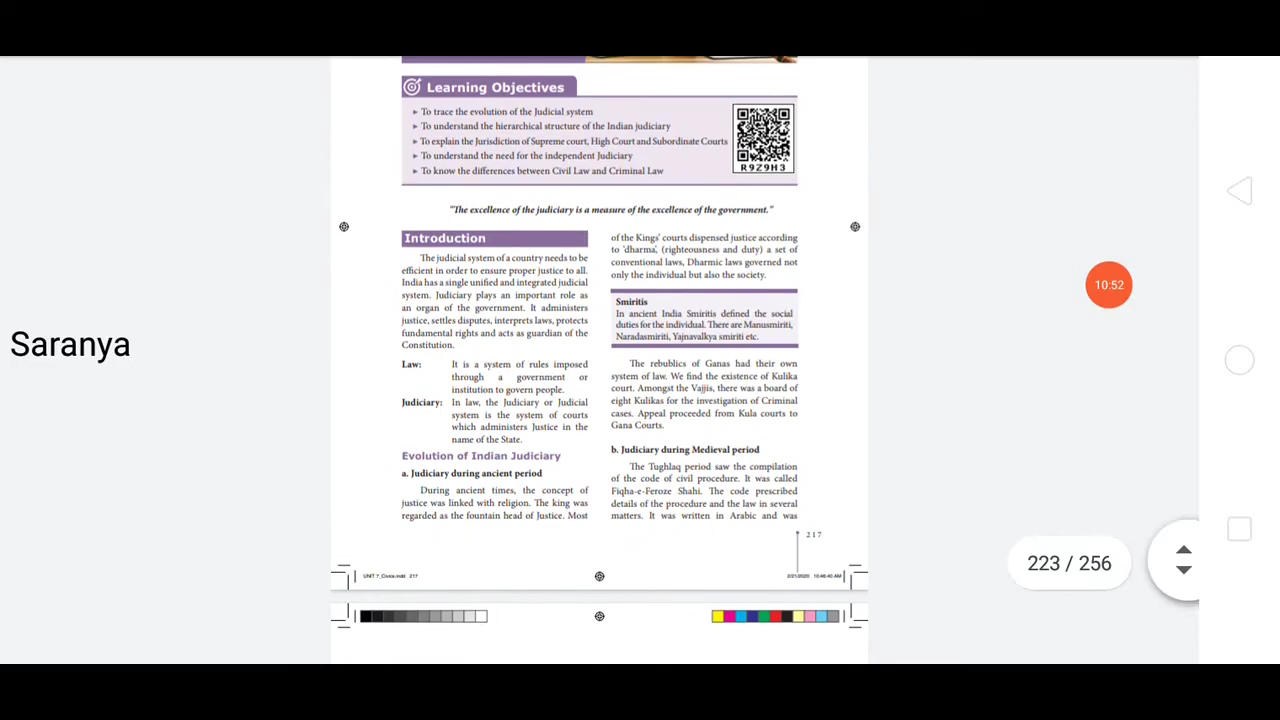 Learning Objectives
► To trace the evolution of the Judicial system
► To understand the hierarchical structure of the Indian judiciary
► To explain the Jurisdiction of Supreme court, High Court and Subordinate Courts
► To understand the need for the independent Judiciary
► To know the differences between Civil Law and Criminal Law
R9Z9H3
"The excellence of the judiciary is a measure of the excellence of the government."
Introduction
The judicial system of a country needs to be
efficient in order to ensure proper justice to all.
India has a single unified and integrated judicial
system. Judiciary plays an important role as
an organ of the government. It administers
justice, settles disputes, interprets laws, protects
fundamental rights and acts as guardian of the
Constitution.
Law: It is a system of rules imposed
through a government or
institution to govern people.
Judiciary: In law, the Judiciary or Judicial
system is the system of courts
which administers Justice in the
name of the State.
Evolution of Indian Judiciary
a. Judiciary during ancient period
During ancient times, the concept of
justice was linked with religion. The king was
regarded as the fountain head of Justice. Most
of the Kings' courts dispensed justice according
to 'dharma', (righteousness and duty) a set of
conventional laws, Dharmic laws governed not
only the individual but also the society.
Smiritis
In ancient India Smiritis defined the social
duties for the individual. There are Manusmiriti,
Naradasmiriti, Yajnavalkya smiriti etc.
The rebublics of Ganas had their own
system of law. We find the existence of Kulika
court. Amongst the Vajjis, there was a board of
eight Kulikas for the investigation of Criminal
cases. Appeal proceeded from Kula courts to
Gana Courts.
b. Judiciary during Medieval period
The Tughlaq period saw the compilation
of the code of civil procedure. It was called
Fiqha-e-Feroze Shahi. The code prescribed
details of the procedure and the law in several
matters. It was written in Arabic and was
217
UNIT 7_Civics.indd 217
2/21/2020 10:46:40 AM
Saranya
10:52
223 / 256